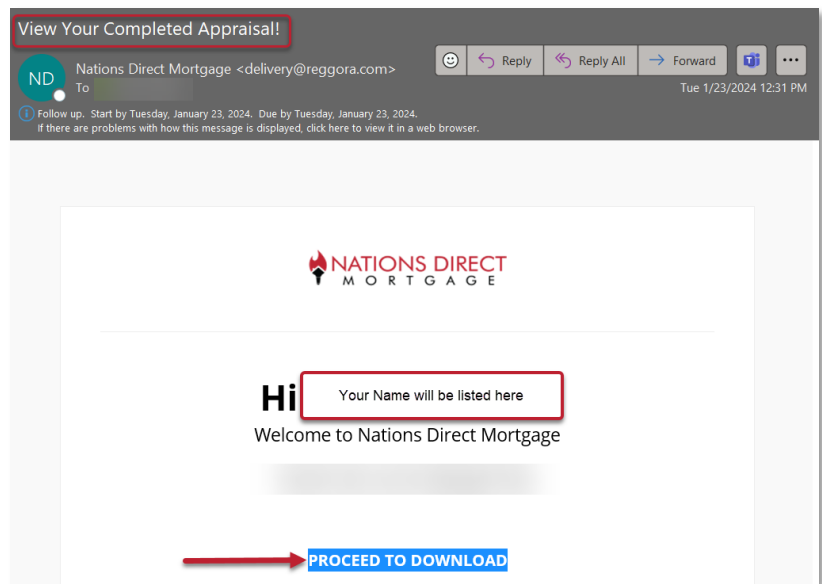 View Your Completed Appraisal!
ND
Nations Direct Mortgage <delivery@reggora.com>
Reply
Reply All
Forward
To
Tue 1/23/2024 12:31 PM
Follow up. Start by Tuesday, January 23, 2024. Due by Tuesday, January 23, 2024.
If there are problems with how this message is displayed, click here to view it in a web browser.
NATIONS DIRECT
MORTGAGE
Hi Your Name will be listed here
Welcome to Nations Direct Mortgage
PROCEED TO DOWNLOAD